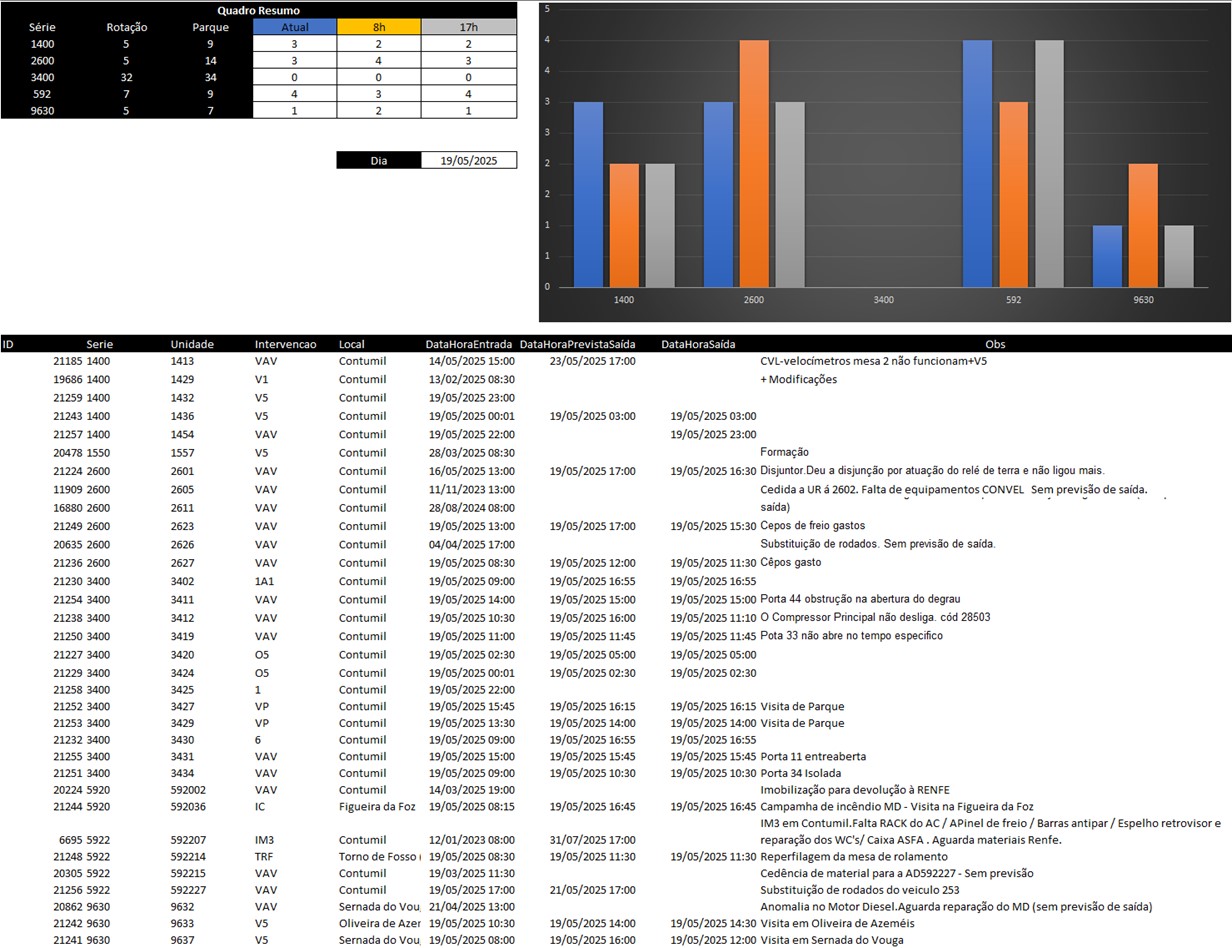 Quadro Resumo
Série Rotação Parque Atual 8h 17h
1400 5 9 3 2 2
2600 5 14 3 4 3
3400 32 34 0 0 0
592 7 9 4 3 4
9630 5 7 1 2 1
Dia 19/05/2025
5
4
4
3
3
2
2
1
1
0
1400 2600 3400 592 9630
ID Serie Unidade Intervencao Local DataHoraEntrada DataHoraPrevistaSaída DataHoraSaída Obs
21185 1400 1413 VAV Contumil 14/05/2025 15:00 23/05/2025 17:00 CVL-velocímetros mesa 2 não funcionam+V5
19686 1400 1429 V1 Contumil 13/02/2025 08:30 + Modificações
21259 1400 1432 V5 Contumil 19/05/2025 23:00
21243 1400 1436 V5 Contumil 19/05/2025 00:01 19/05/2025 03:00 19/05/2025 03:00
21257 1400 1454 VAV Contumil 19/05/2025 22:00 19/05/2025 23:00
20478 1550 1557 V5 Contumil 28/03/2025 08:30 Formação
21224 2600 2601 VAV Contumil 16/05/2025 13:00 19/05/2025 17:00 19/05/2025 16:30 Disjuntor.Deu a disjunção por atuação do relé de terra e não ligou mais.
11909 2600 2605 VAV Contumil 11/11/2023 13:00 Cedida a UR á 2602. Falta de equipamentos CONVEL Sem previsão de saída.
16880 2600 2611 VAV Contumil 28/08/2024 08:00 saída)
21249 2600 2623 VAV Contumil 19/05/2025 13:00 19/05/2025 17:00 19/05/2025 15:30 Cepos de freio gastos
20635 2600 2626 VAV Contumil 04/04/2025 17:00 Substituição de rodados. Sem previsão de saída.
21236 2600 2627 VAV Contumil 19/05/2025 08:30 19/05/2025 12:00 19/05/2025 11:30 Cêpos gasto
21230 3400 3402 1A1 Contumil 19/05/2025 09:00 19/05/2025 16:55 19/05/2025 16:55
21254 3400 3411 VAV Contumil 19/05/2025 14:00 19/05/2025 15:00 19/05/2025 15:00 Porta 44 obstrução na abertura do degrau
21238 3400 3412 VAV Contumil 19/05/2025 10:30 19/05/2025 16:00 19/05/2025 11:10 O Compressor Principal não desliga. cód 28503
21250 3400 3419 VAV Contumil 19/05/2025 11:00 19/05/2025 11:45 19/05/2025 11:45 Pota 33 não abre no tempo especifico
21227 3400 3420 O5 Contumil 19/05/2025 02:30 19/05/2025 05:00 19/05/2025 05:00
21229 3400 3424 O5 Contumil 19/05/2025 00:01 19/05/2025 02:30 19/05/2025 02:30
21258 3400 3425 1 Contumil 19/05/2025 22:00
21252 3400 3427 VP Contumil 19/05/2025 15:45 19/05/2025 16:15 19/05/2025 16:15 Visita de Parque
21253 3400 3429 VP Contumil 19/05/2025 13:30 19/05/2025 14:00 19/05/2025 14:00 Visita de Parque
21232 3400 3430 6 Contumil 19/05/2025 09:00 19/05/2025 16:55 19/05/2025 16:55
21255 3400 3431 VAV Contumil 19/05/2025 15:00 19/05/2025 15:45 19/05/2025 15:45 Porta 11 entreaberta
21251 3400 3434 VAV Contumil 19/05/2025 09:00 19/05/2025 10:30 19/05/2025 10:30 Porta 34 Isolada
20224 5920 592002 VAV Contumil 14/03/2025 19:00 Imobilização para devolução à RENFE
21244 5920 592036 IC Figueira da Foz 19/05/2025 08:15 19/05/2025 16:45 19/05/2025 16:45 Campanha de incêndio MD - Visita na Figueira da Foz
IM3 em Contumil.Falta RACK do AC / APinel de freio / Barras antipar / Espelho retrovisor e
6695 5922 592207 IM3 Contumil 12/01/2023 08:00 31/07/2025 17:00 reparação dos WC's/ Caixa ASFA . Aguarda materiais Renfe.
21248 5922 592214 TRF Torno de Fosso ( 19/05/2025 08:30 19/05/2025 11:30 19/05/2025 11:30 Reperfilagem da mesa de rolamento
20305 5922 592215 VAV Contumil 19/03/2025 11:30 Cedência de material para a AD592227 - Sem previsão
21256 5922 592227 VAV Contumil 19/05/2025 17:00 21/05/2025 17:00 Substituição de rodados do veiculo 253
20862 9630 9632 VAV Sernada do Vou 21/04/2025 13:00 Anomalia no Motor Diesel.Aguarda reparação do MD (sem previsão de saída)
21242 9630 9633 V5 Oliveira de Azer 19/05/2025 10:30 19/05/2025 14:00 19/05/2025 14:30 Visita em Oliveira de Azeméis
21241 9630 9637 V5 Sernada do Vou 19/05/2025 08:00 19/05/2025 16:00 19/05/2025 12:00 Visita em Sernada do Vouga